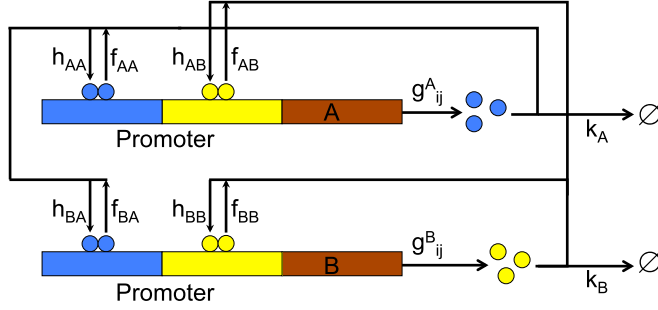 h_AA f_AA h_AB f_AB
g^A_ij
A
Promoter
k_A
∅
h_BA f_BA h_BB f_BB
g^B_ij
B
Promoter
k_B
∅